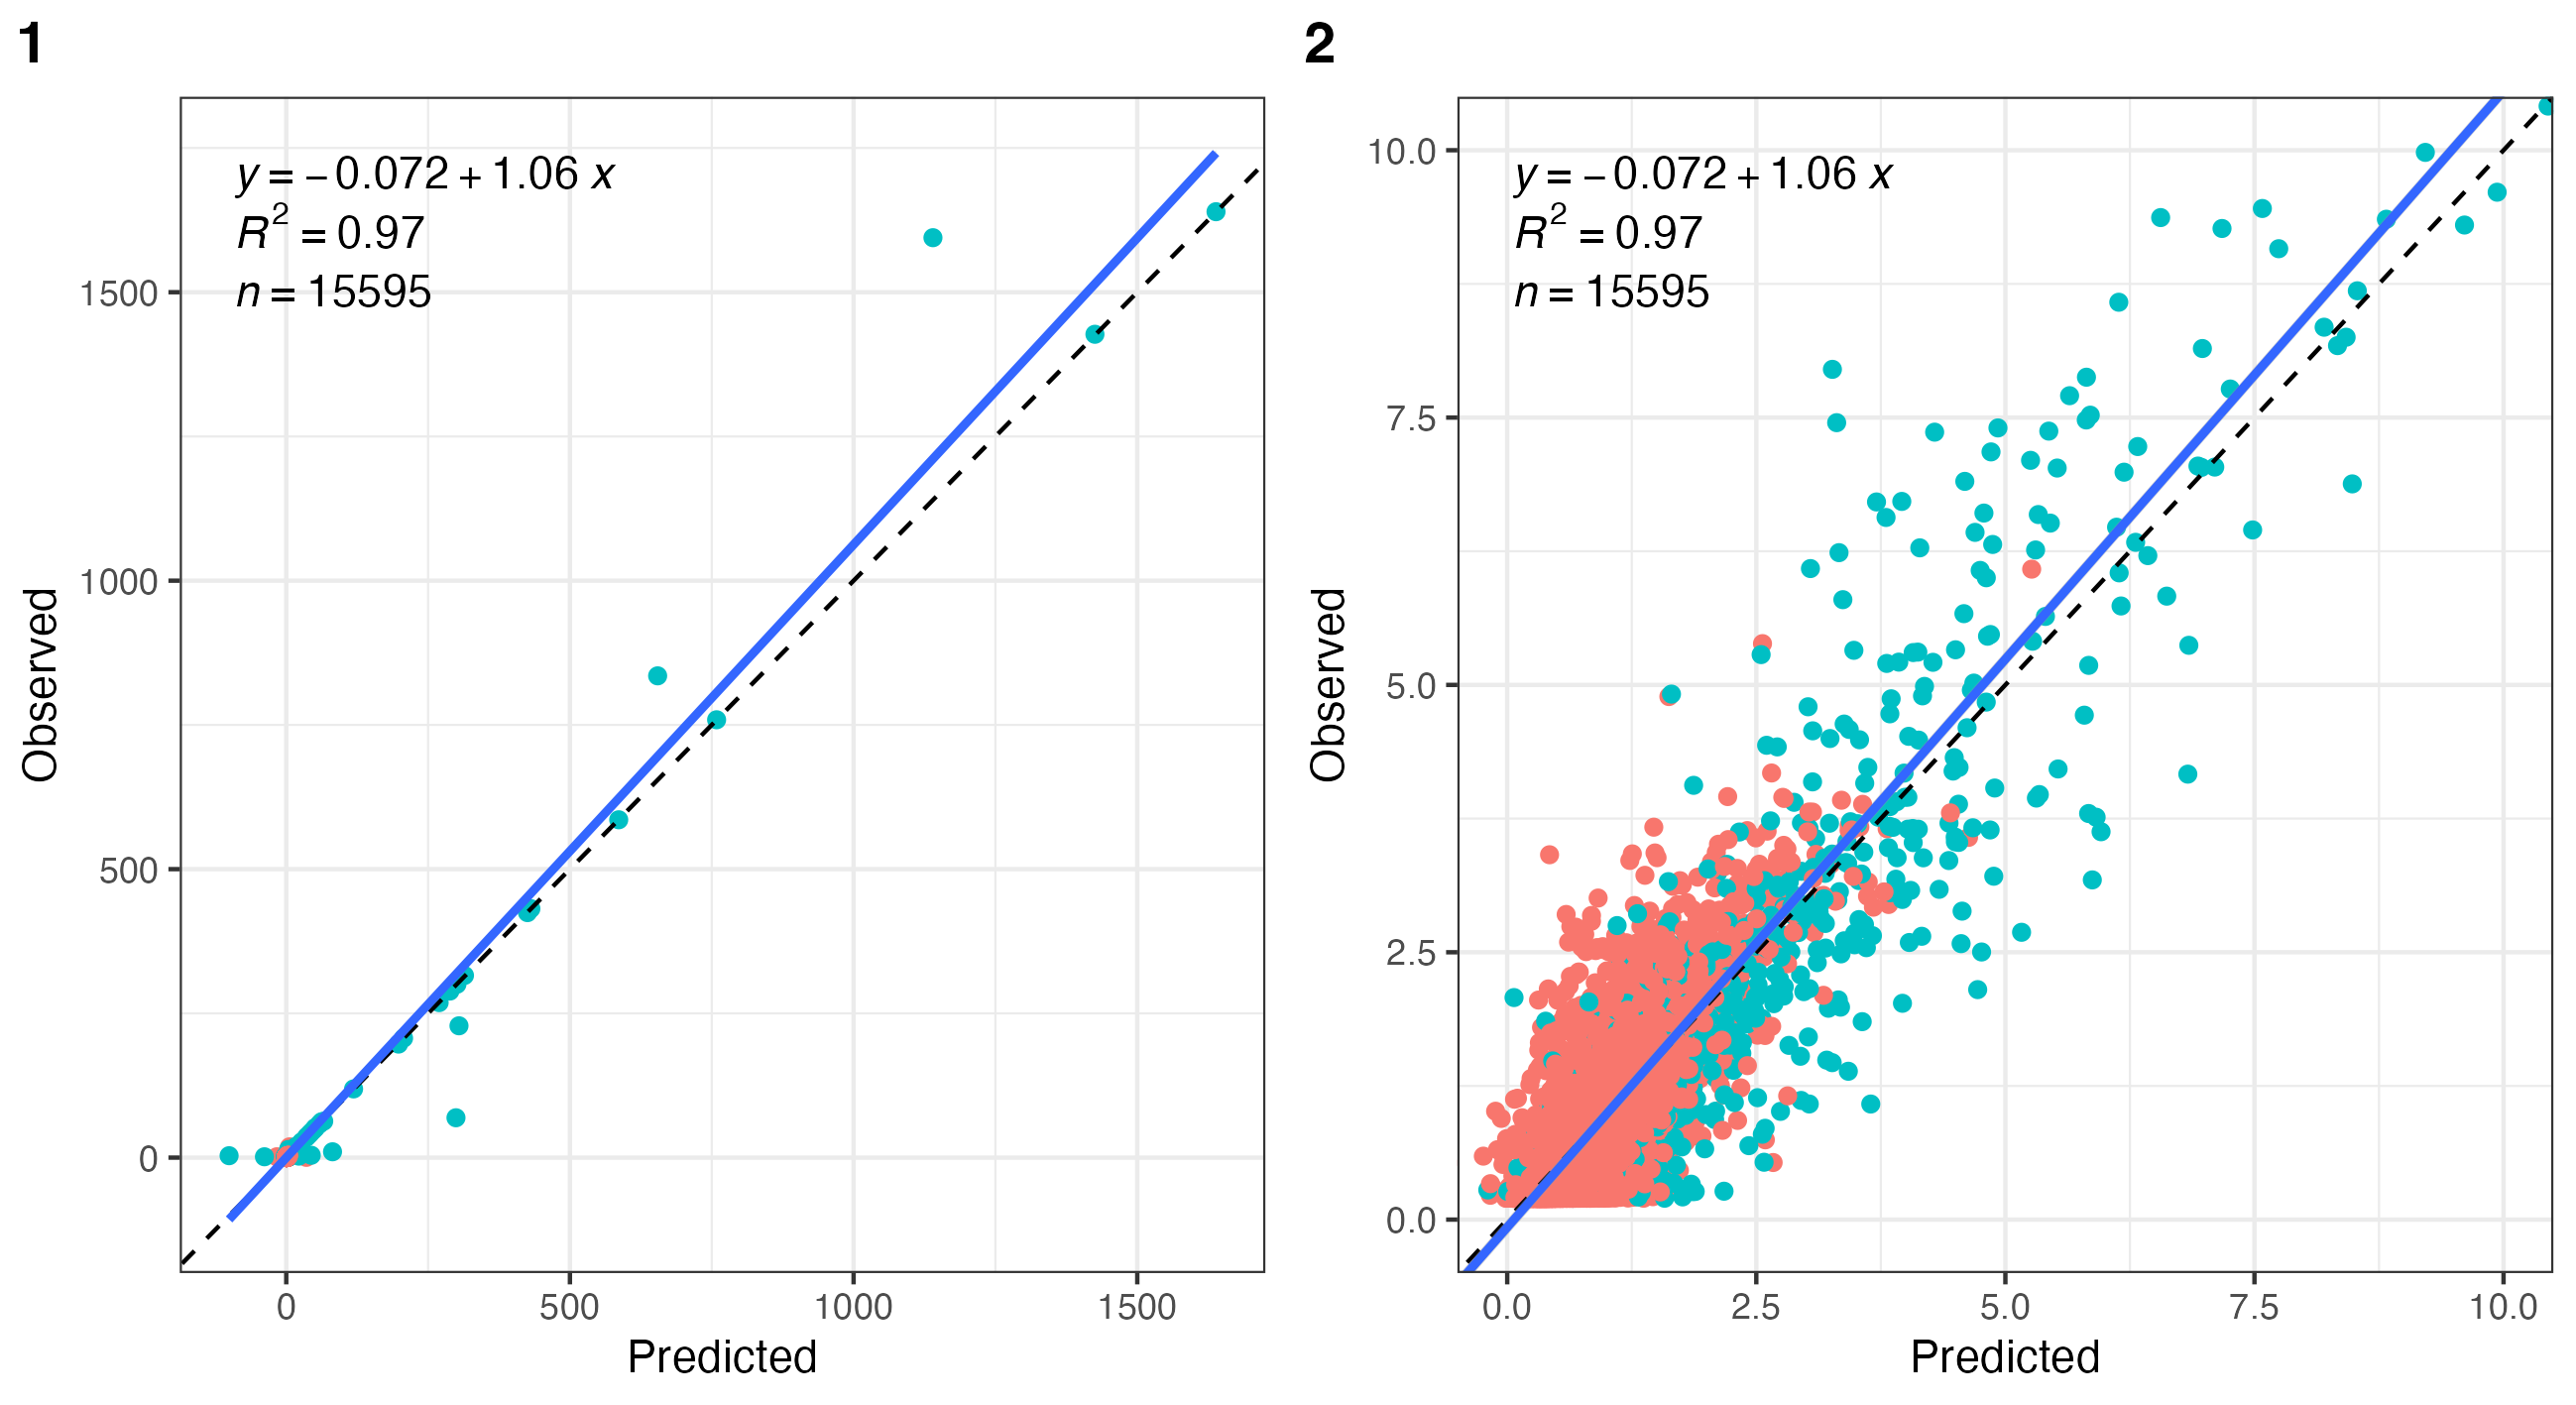 1
y = −0.072 + 1.06 x
R² = 0.97
n = 15595
1500
1000
500
0
0 500 1000 1500
Predicted
Observed
2
y = −0.072 + 1.06 x
R² = 0.97
n = 15595
10.0
7.5
5.0
2.5
0.0
0.0 2.5 5.0 7.5 10.0
Predicted
Observed